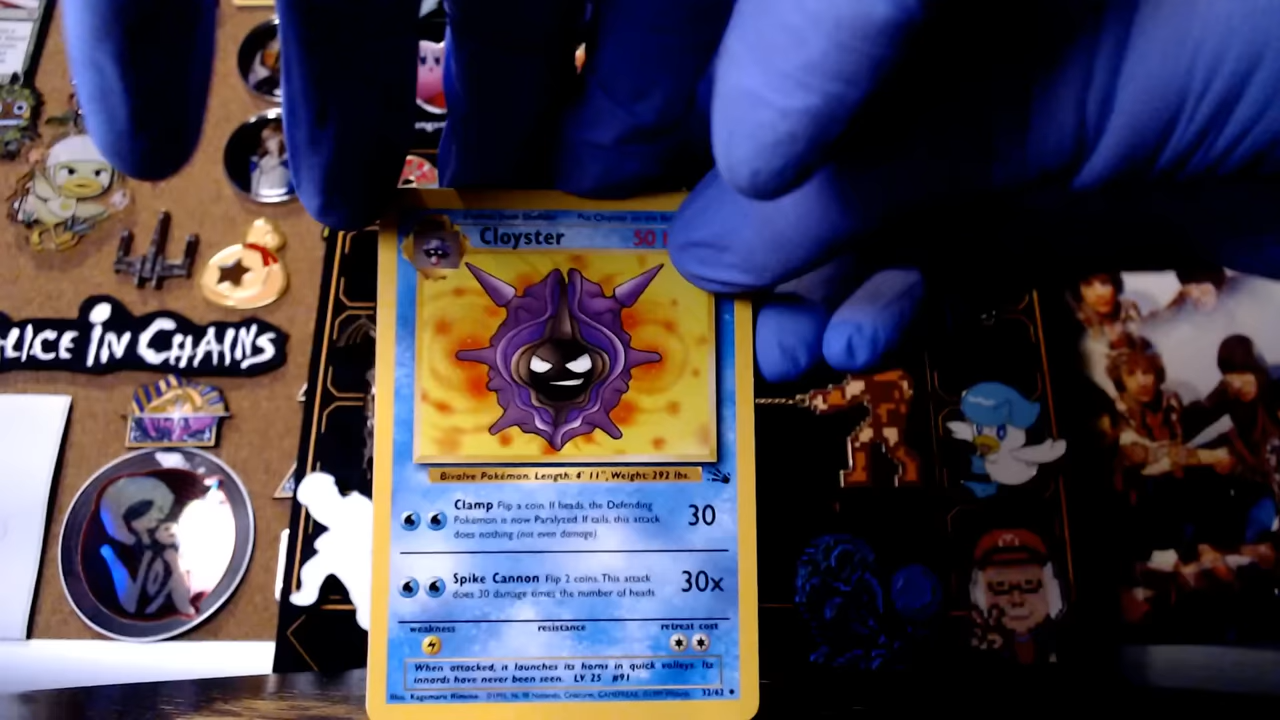 Cloyster
50
ALICE IN CHAINS
Bivalve Pokémon. Length: 4' 11", Weight: 292 lbs.
Clamp Flip a coin. If heads, the Defending
Pokémon is now Paralyzed. If tails, this attack
does nothing (not even damage).
30
Spike Cannon Flip 2 coins. This attack
does 30 damage times the number of heads.
30x
weakness resistance retreat cost
When attacked, it launches its horns in quick volleys. Its
innards have never been seen. LV. 25 #91
32/62